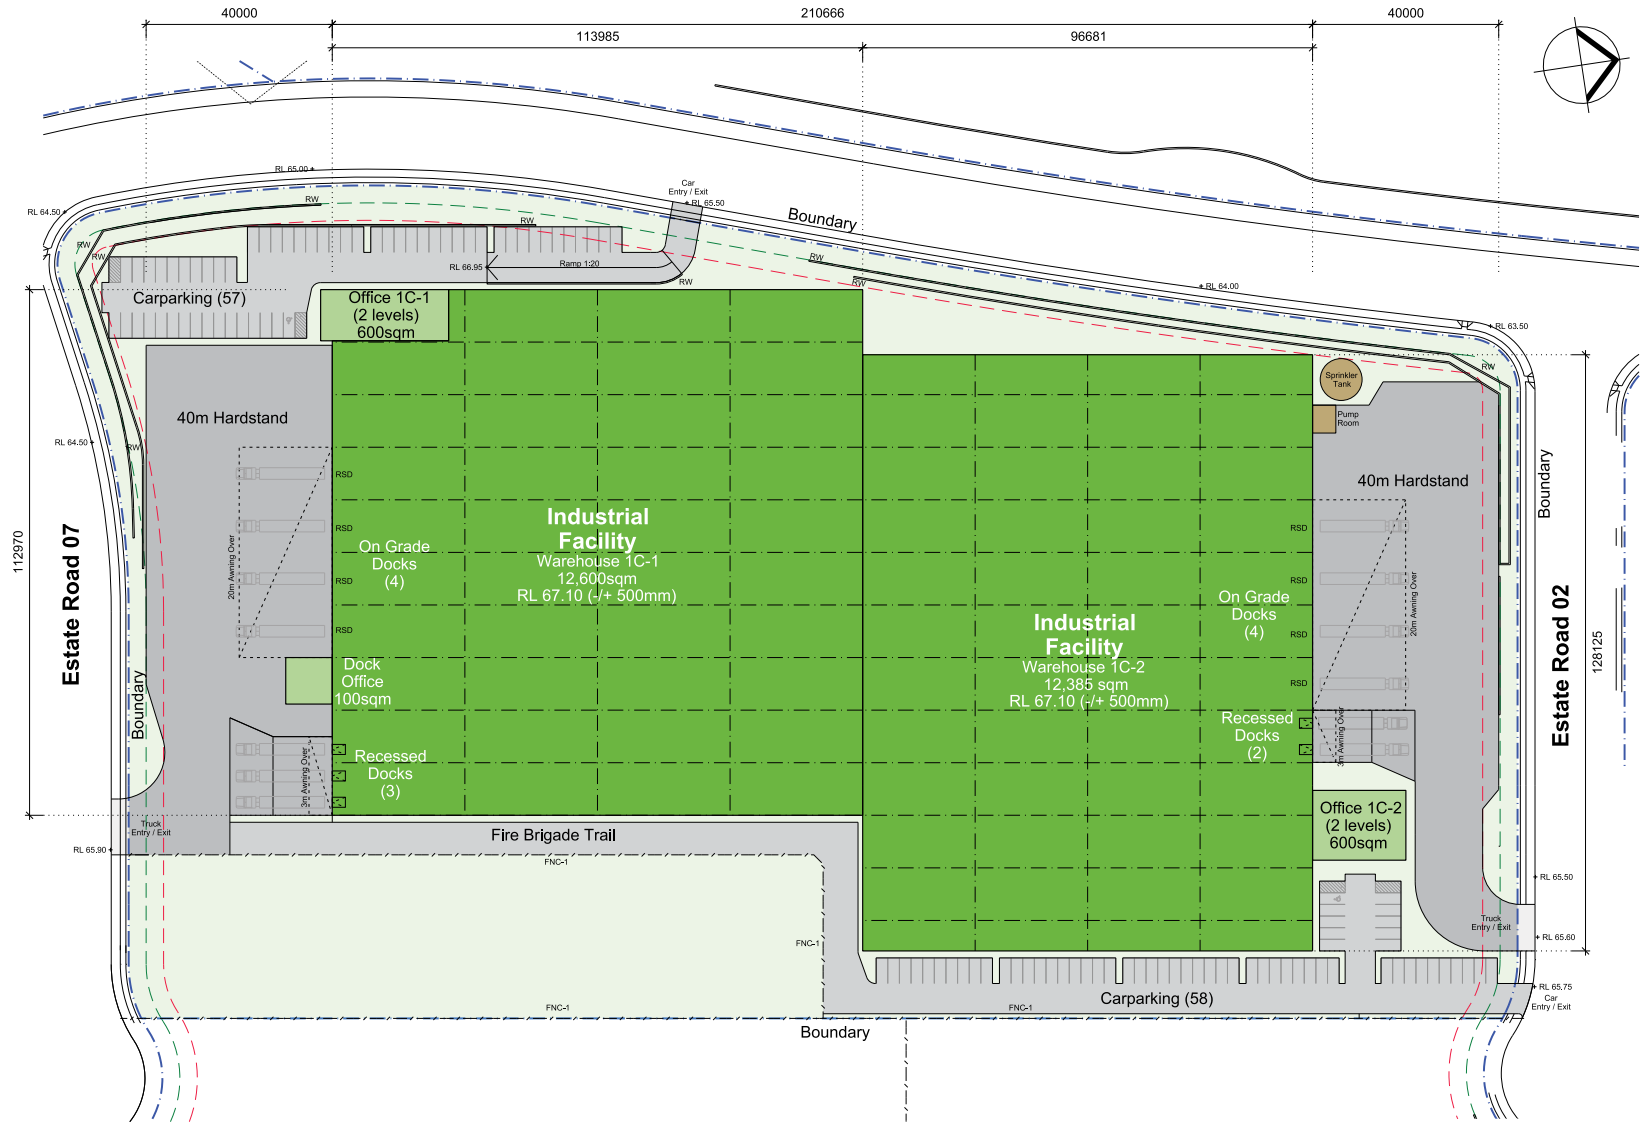 40000
210666
40000
113985
96681
RL 65.00
RL 64.50
RW
RW
Car
Entry / Exit
RL 65.50
Boundary
RW
RW
RL 66.95
Ramp 1:20
RW
RW
RW
RL 64.00
RL 63.50
Carparking (57)
Office 1C-1
(2 levels)
600sqm
RW
Sprinkler
Tank
Pump
Room
40m Hardstand
RL 64.50
RW
RSD
RSD
RSD
RSD
20m Awning Over
On Grade
Docks
(4)
Industrial
Facility
Warehouse 1C-1
12,600sqm
RL 67.10 (-/+ 500mm)
112970
Estate Road 07
Boundary
Dock
Office
100sqm
Recessed
Docks
(3)
3m Awning Over
Industrial
Facility
Warehouse 1C-2
12,385 sqm
RL 67.10 (-/+ 500mm)
On Grade
Docks
(4)
RSD
RSD
RSD
RSD
40m Hardstand
20m Awning Over
Boundary
Estate Road 02
128125
Recessed
Docks
(2)
3m Awning Over
Office 1C-2
(2 levels)
600sqm
Truck
Entry / Exit
RL 65.90
Fire Brigade Trail
FNC-1
FNC-1
FNC-1
RL 65.50
Truck
Entry / Exit
RL 65.60
RL 65.75
Car
Entry / Exit
Carparking (58)
FNC-1
Boundary